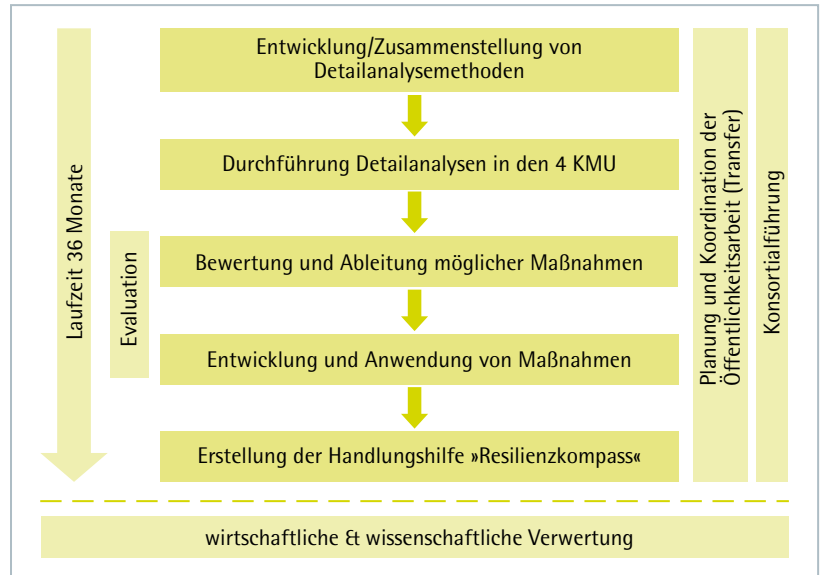 Entwicklung/Zusammenstellung von
Detailanalysemethoden
Durchführung Detailanalysen in den 4 KMU
Bewertung und Ableitung möglicher Maßnahmen
Entwicklung und Anwendung von Maßnahmen
Erstellung der Handlungshilfe »Resilienzkompass«
Laufzeit 36 Monate
Evaluation
Planung und Koordination der
Öffentlichkeitsarbeit (Transfer)
Konsortialführung
wirtschaftliche & wissenschaftliche Verwertung